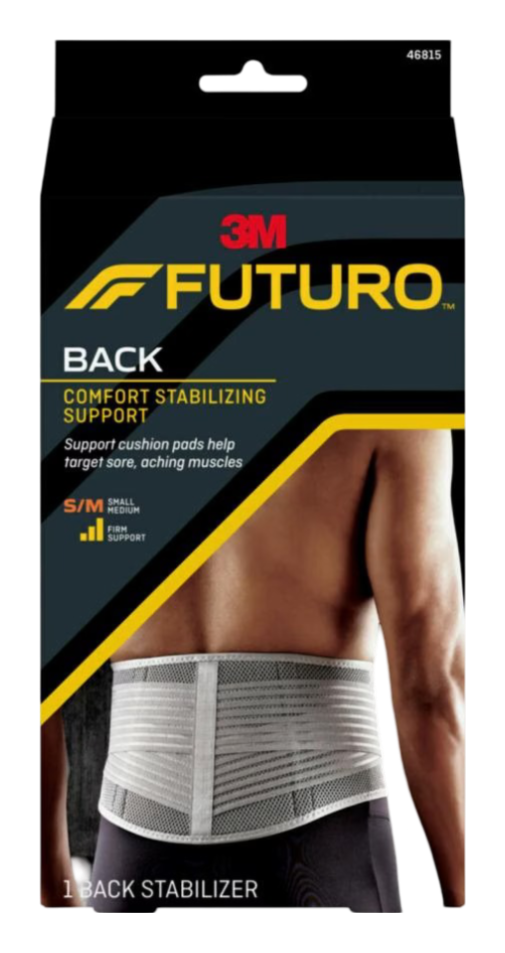 46815
3M
FUTURO™
BACK
COMFORT STABILIZING
SUPPORT
Support cushion pads help
target sore, aching muscles
S/M SMALL
MEDIUM
FIRM
SUPPORT
1 BACK STABILIZER